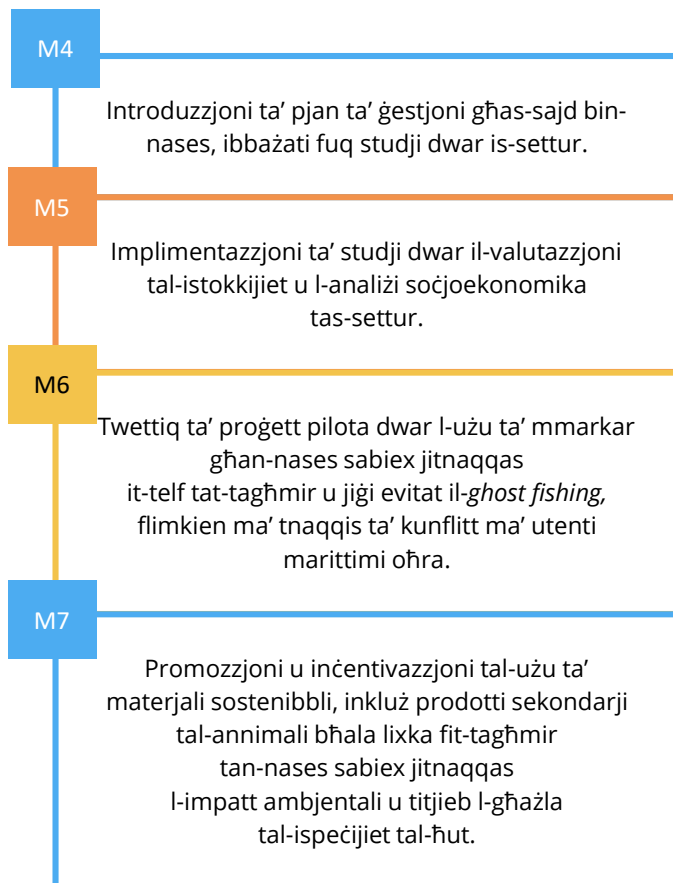 M4
Introduzzjoni ta’ pjan ta’ ġestjoni għas-sajd bin-
nases, ibbażati fuq studji dwar is-settur.
M5
Implimentazzjoni ta’ studji dwar il-valutazzjoni
tal-istokkijiet u l-analiżi soċjoekonomika
tas-settur.
M6
Twettiq ta’ proġett pilota dwar l-użu ta’ mmarkar
għan-nases sabiex jitnaqqas
it-telf tat-tagħmir u jiġi evitat il-ghost fishing,
flimkien ma’ tnaqqis ta’ kunflitt ma’ utenti
marittimi oħra.
M7
Promozzjoni u inċentivazzjoni tal-użu ta’
materjali sostenibbli, inkluż prodotti sekondarji
tal-annimali bħala lixka fit-tagħmir
tan-nases sabiex jitnaqqas
l-impatt ambjentali u titjieb l-għażla
tal-ispeċijiet tal-ħut.